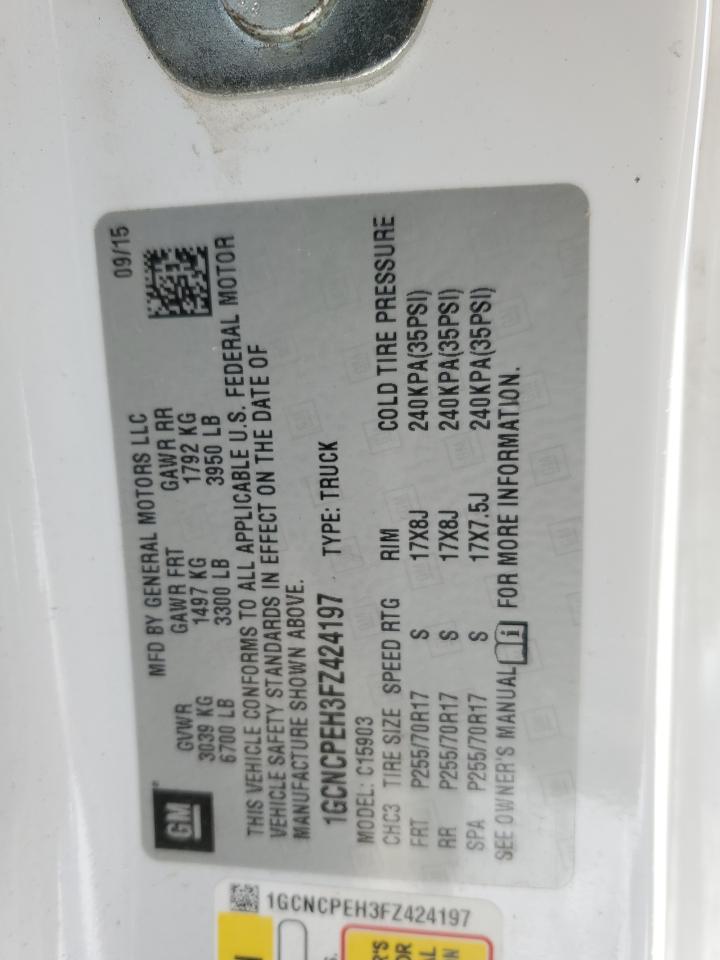 GM
MFD BY GENERAL MOTORS LLC 09/15
GVWR GAWR FRT GAWR RR
3039 KG 1497 KG 1792 KG
6700 LB 3300 LB 3950 LB
THIS VEHICLE CONFORMS TO ALL APPLICABLE U.S. FEDERAL MOTOR
VEHICLE SAFETY STANDARDS IN EFFECT ON THE DATE OF
MANUFACTURE SHOWN ABOVE.
1GCNCPEH3FZ424197 TYPE: TRUCK
MODEL: C15903
CHC3 TIRE SIZE SPEED RTG RIM COLD TIRE PRESSURE
FRT P255/70R17 S 17X8J 240KPA(35PSI)
RR P255/70R17 S 17X8J 240KPA(35PSI)
SPA P255/70R17 S 17X7.5J 240KPA(35PSI)
SEE OWNER'S MANUAL FOR MORE INFORMATION.
1GCNCPEH3FZ424197